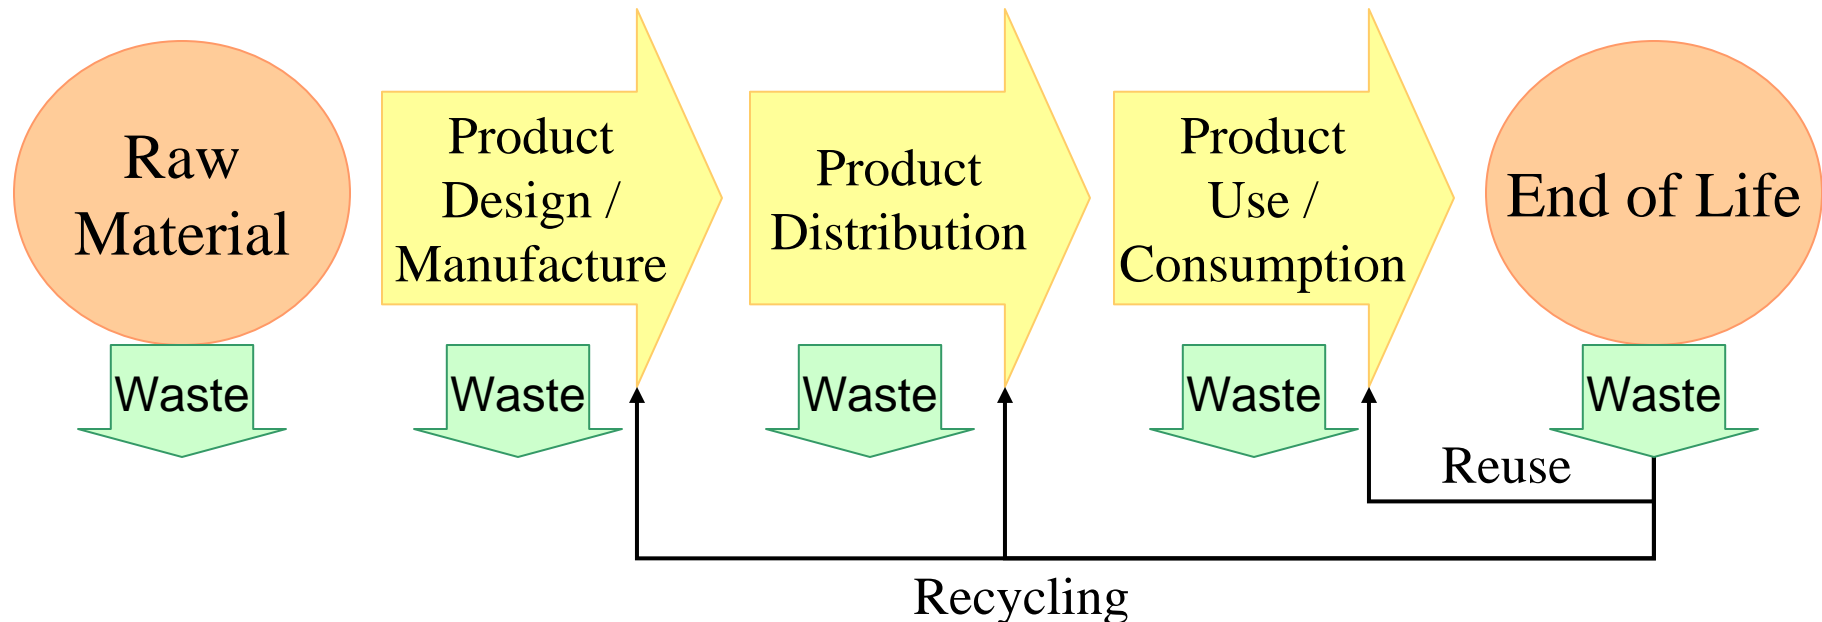 Raw
Material
Product
Design /
Manufacture
Product
Distribution
Product
Use /
Consumption
End of Life
Waste
Waste
Waste
Waste
Waste
Reuse
Recycling